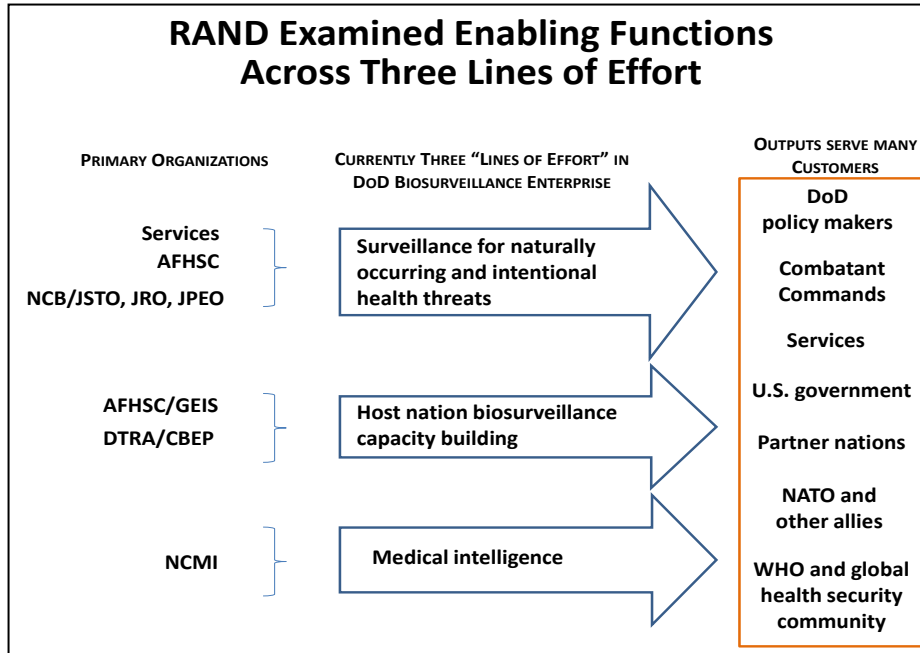 RAND Examined Enabling Functions
Across Three Lines of Effort
PRIMARY ORGANIZATIONS
CURRENTLY THREE “LINES OF EFFORT” IN
DOD BIOSURVEILLANCE ENTERPRISE
OUTPUTS SERVE MANY
CUSTOMERS
Services
AFHSC
NCB/JSTO, JRO, JPEO
Surveillance for naturally
occurring and intentional
health threats
AFHSC/GEIS
DTRA/CBEP
Host nation biosurveillance
capacity building
NCMI
Medical intelligence
DoD
policy makers
Combatant
Commands
Services
U.S. government
Partner nations
NATO and
other allies
WHO and global
health security
community